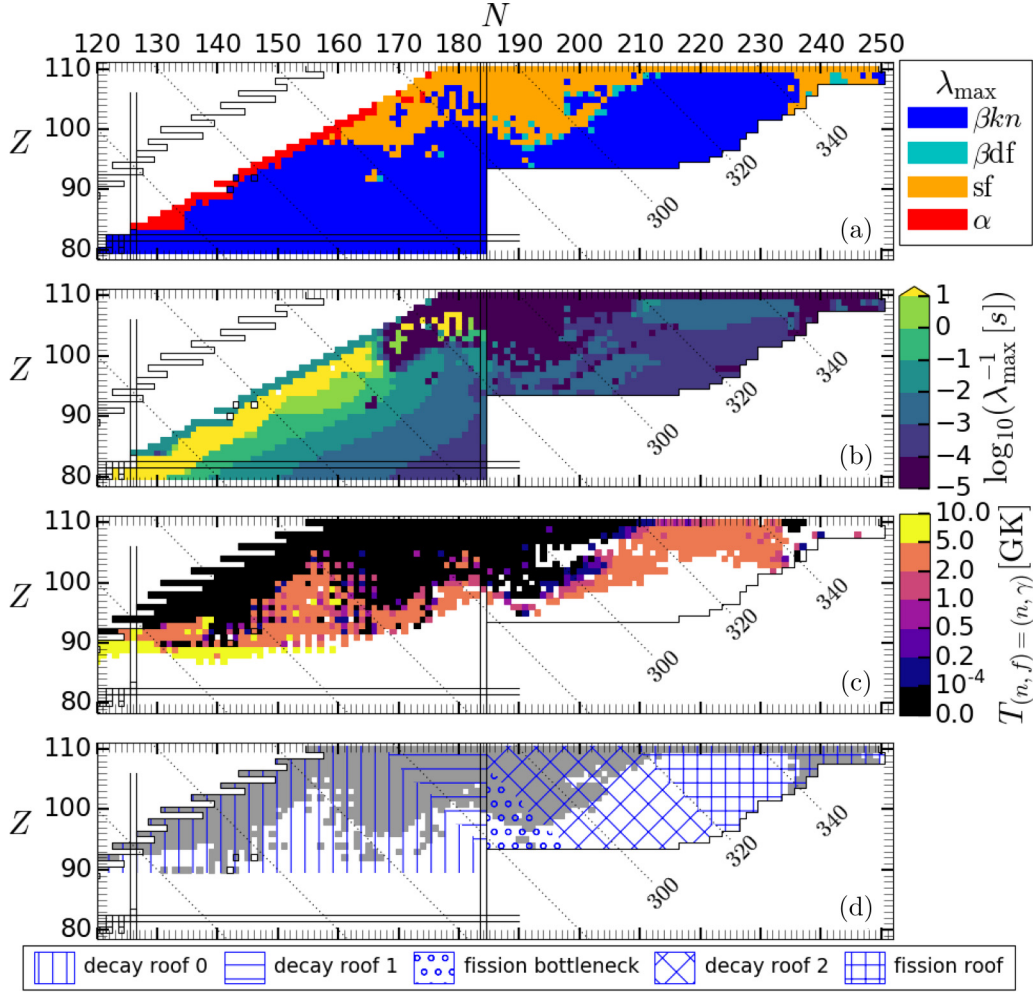 N
120 130 140 150 160 170 180 190 200 210 220 230 240 250
110
100
Z
90
80
300
320
340
(a)
λmax
βkn
βdf
sf
α
110
100
Z
90
80
300
320
340
(b)
1
0
−1
−2
−3
−4
−5
log10(λmax^−1 [s])
110
100
Z
90
80
300
320
340
(c)
10.0
5.0
2.0
1.0
0.5
0.2
10^-4
0.0
T(n, f) = (n, γ) [GK]
110
100
Z
90
80
300
320
340
(d)
decay roof 0 decay roof 1 fission bottleneck decay roof 2 fission roof